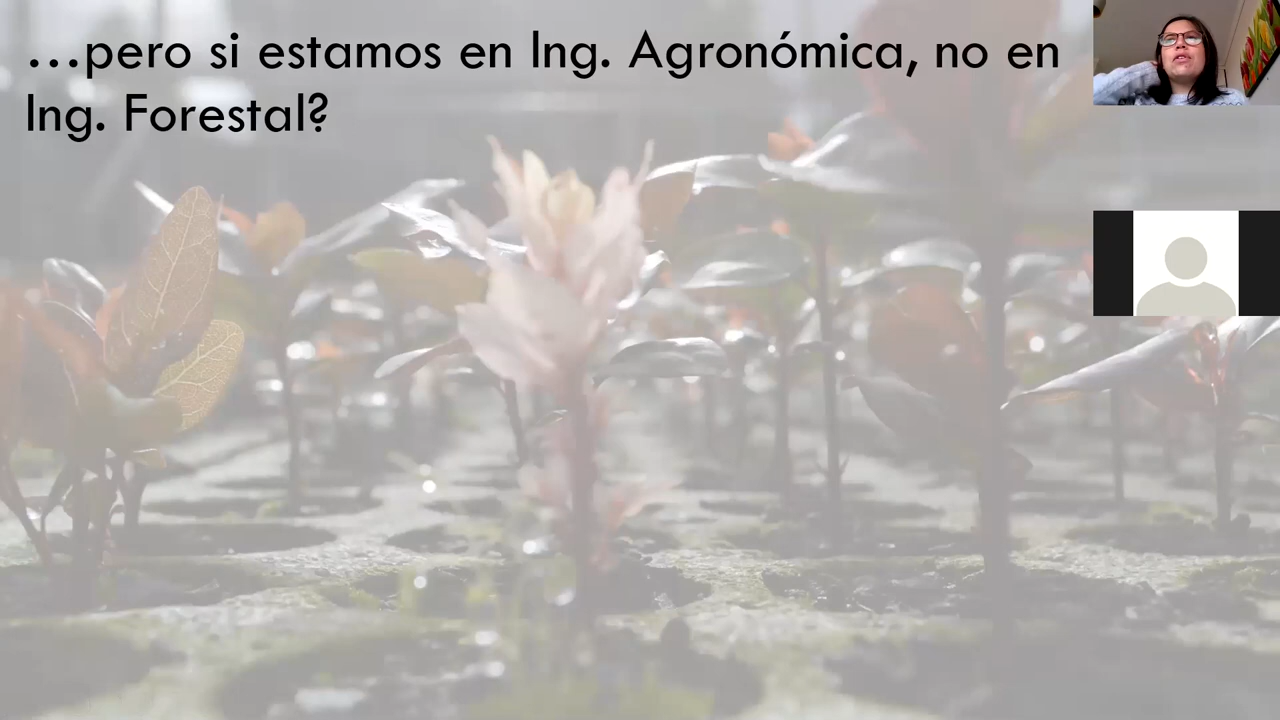 …pero si estamos en Ing. Agronómica, no en
Ing. Forestal?